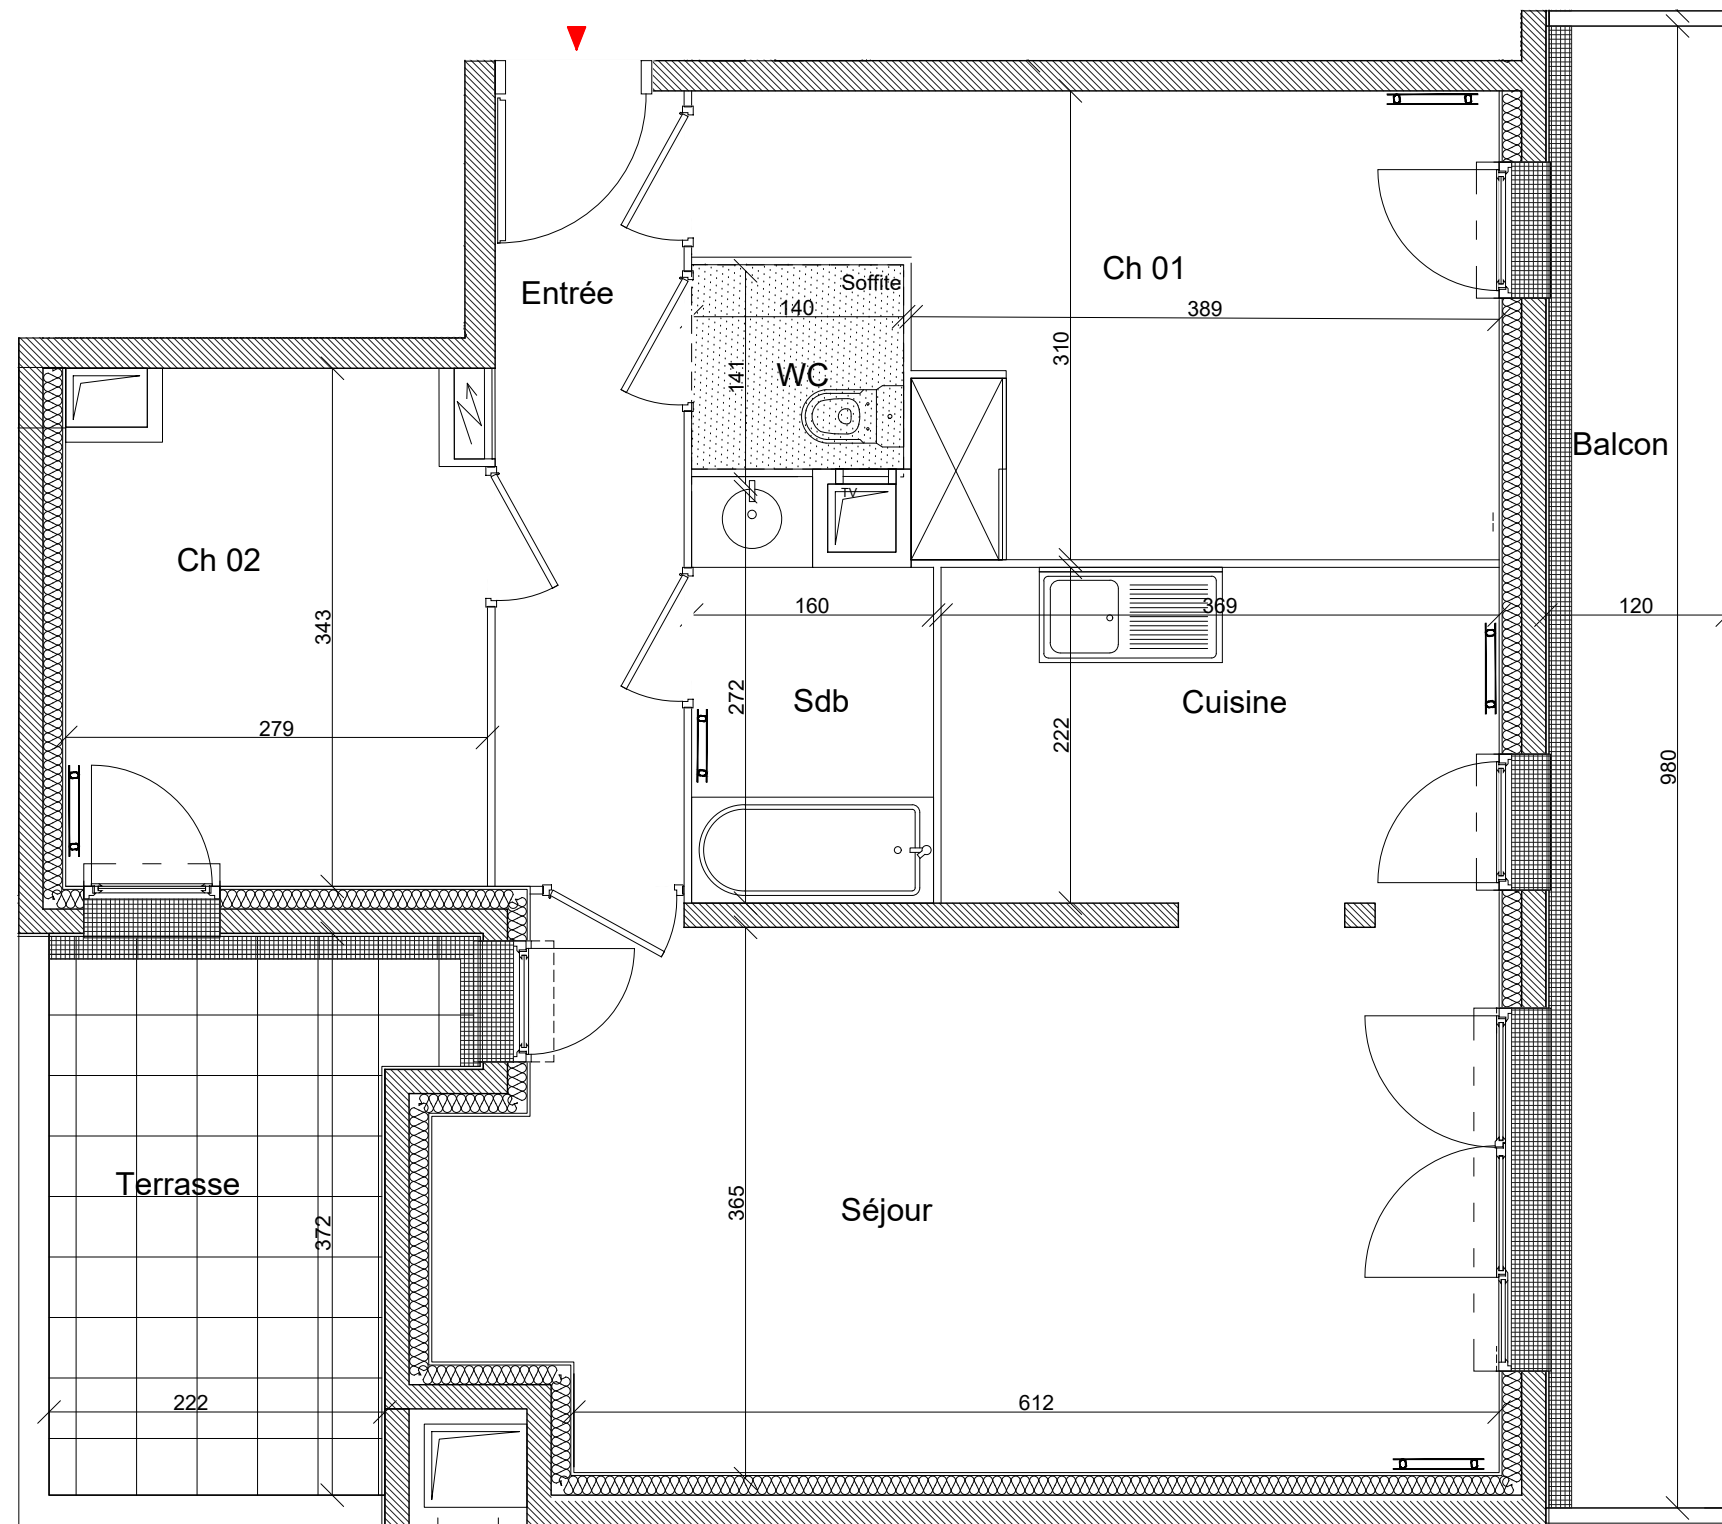 Entrée
Soffite
140
Ch 01
389
310
141
WC
Balcon
TV
Ch 02
160
369
120
343
272
Sdb
Cuisine
222
279
980
Terrasse
372
365
Séjour
222
612